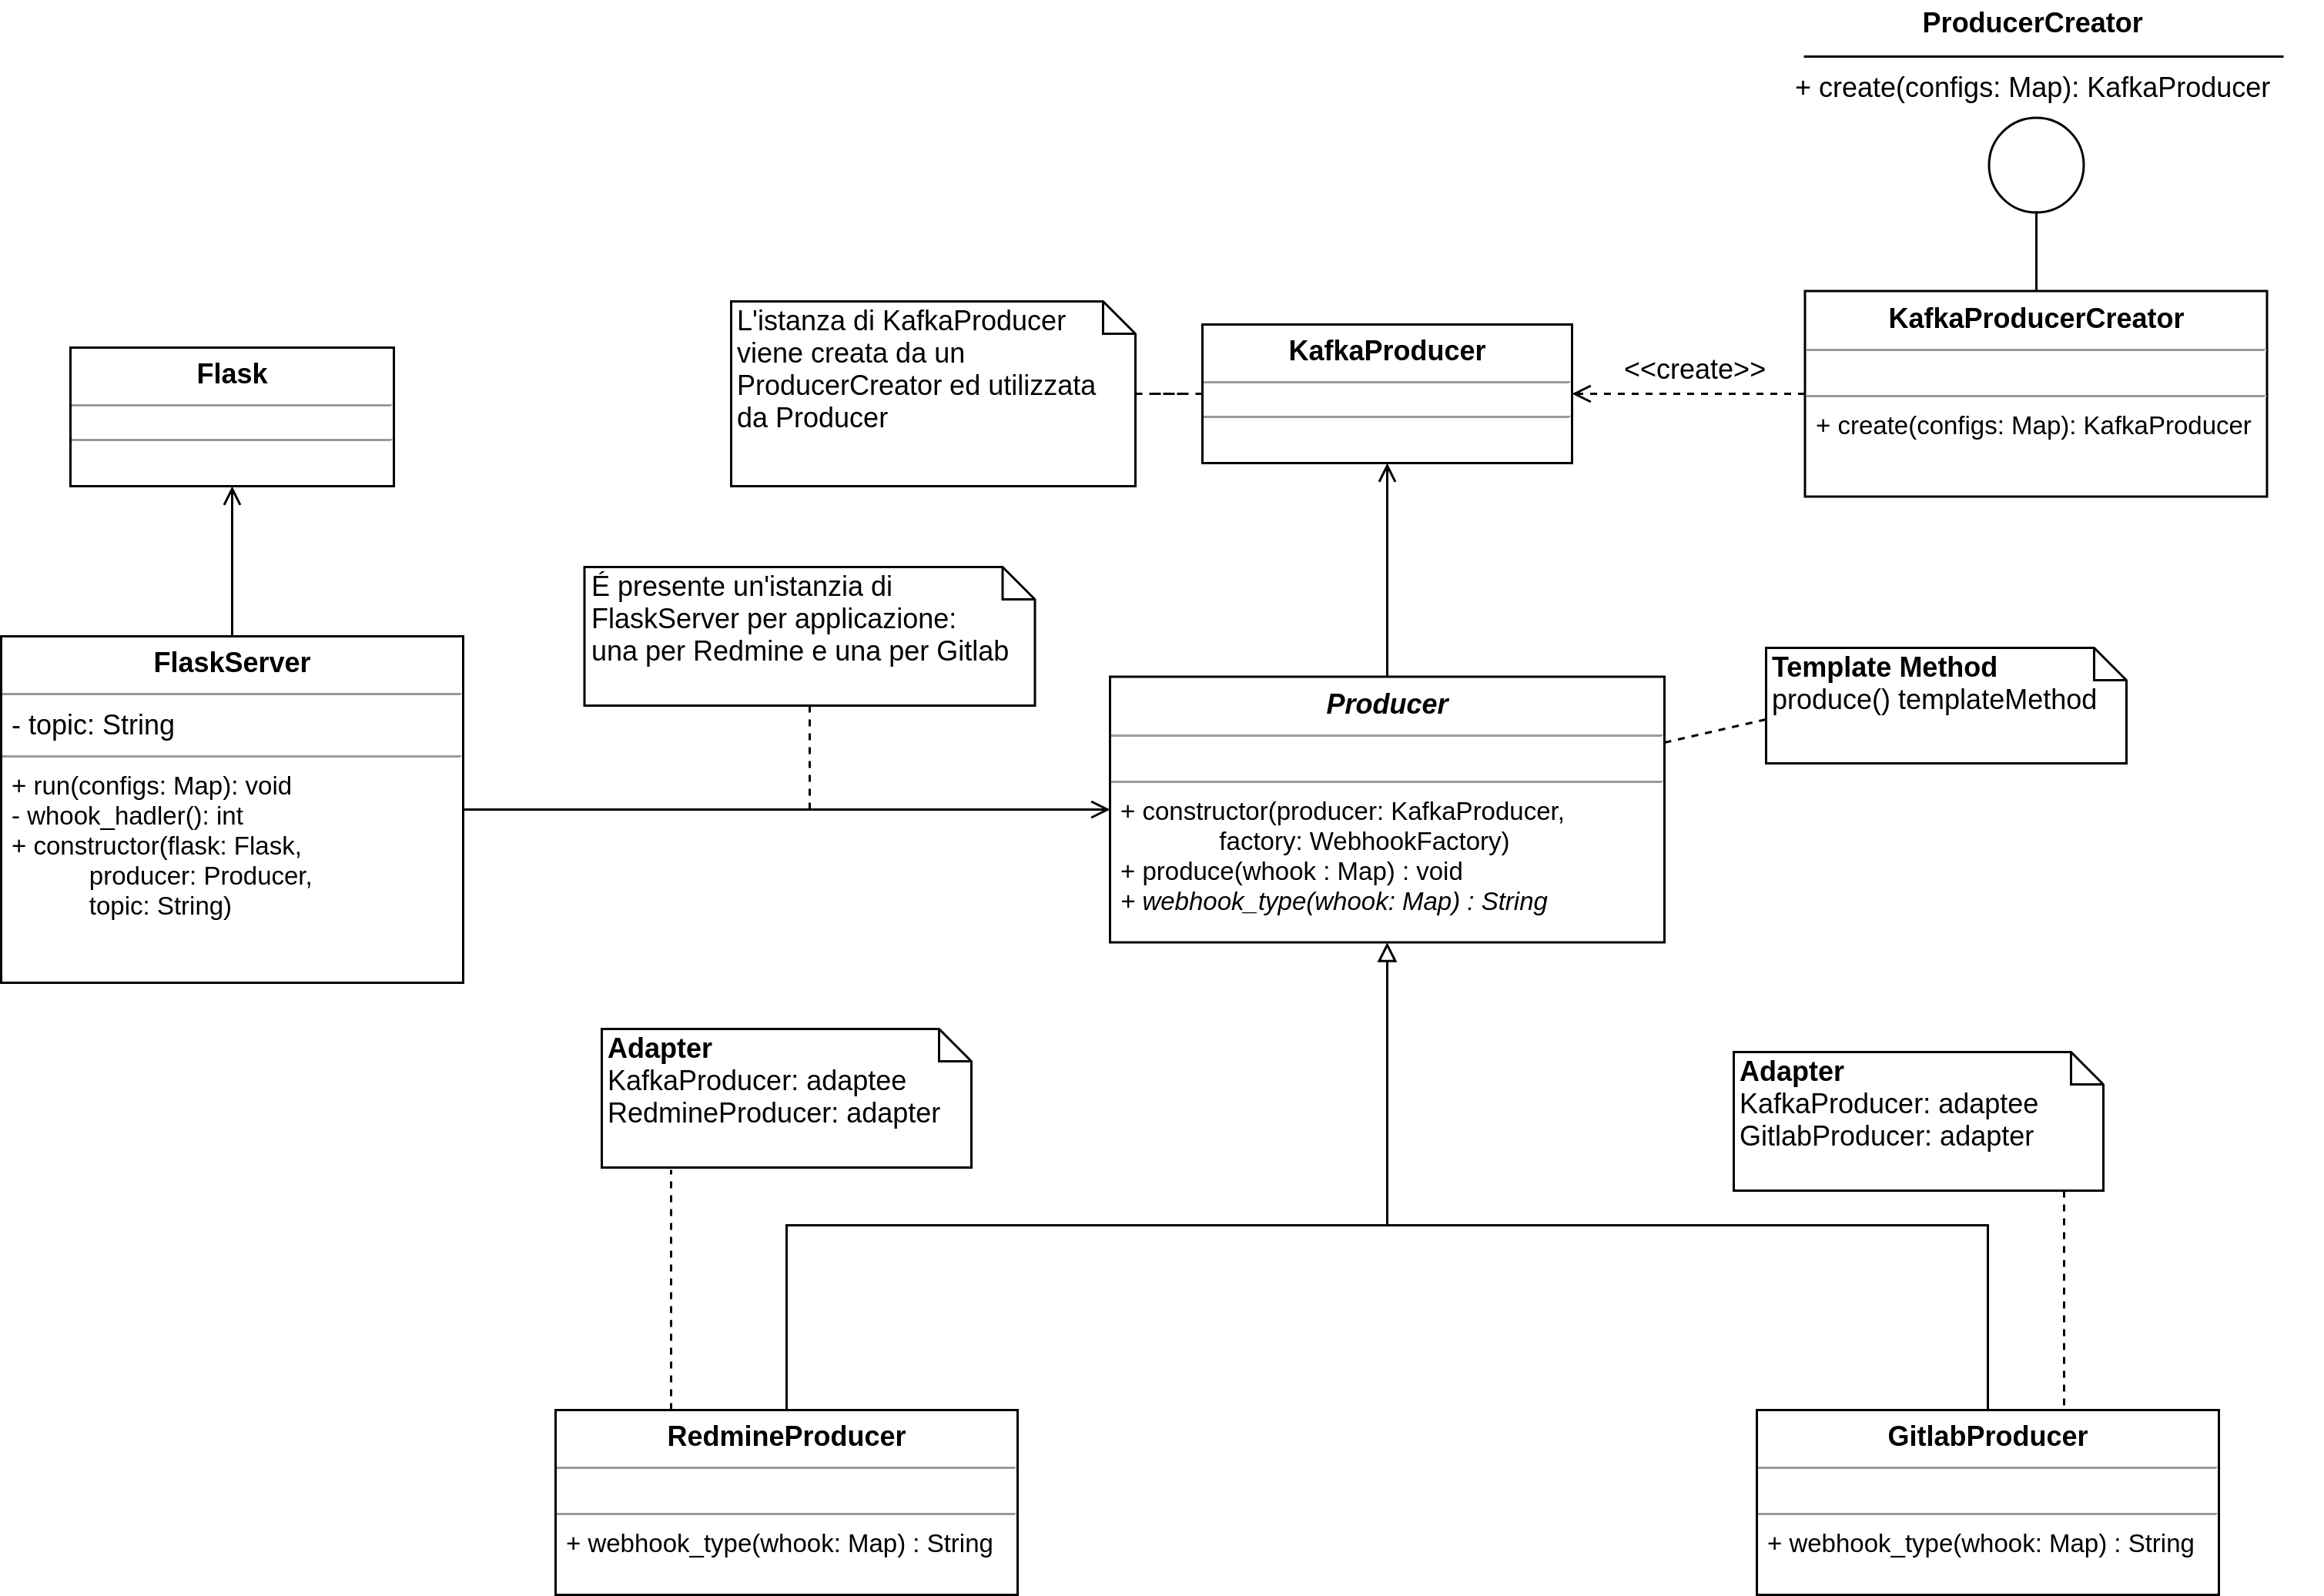 ProducerCreator
+ create(configs: Map): KafkaProducer
KafkaProducerCreator
+ create(configs: Map): KafkaProducer
<<create>>
KafkaProducer
L'istanza di KafkaProducer
viene creata da un
ProducerCreator ed utilizzata
da Producer
Flask
É presente un'istanzia di
FlaskServer per applicazione:
una per Redmine e una per Gitlab
FlaskServer
- topic: String
+ run(configs: Map): void
- whook_hadler(): int
+ constructor(flask: Flask,
producer: Producer,
topic: String)
Producer
+ constructor(producer: KafkaProducer,
factory: WebhookFactory)
+ produce(whook : Map) : void
+ webhook_type(whook: Map) : String
Template Method
produce() templateMethod
Adapter
KafkaProducer: adaptee
RedmineProducer: adapter
Adapter
KafkaProducer: adaptee
GitlabProducer: adapter
RedmineProducer
+ webhook_type(whook: Map) : String
GitlabProducer
+ webhook_type(whook: Map) : String